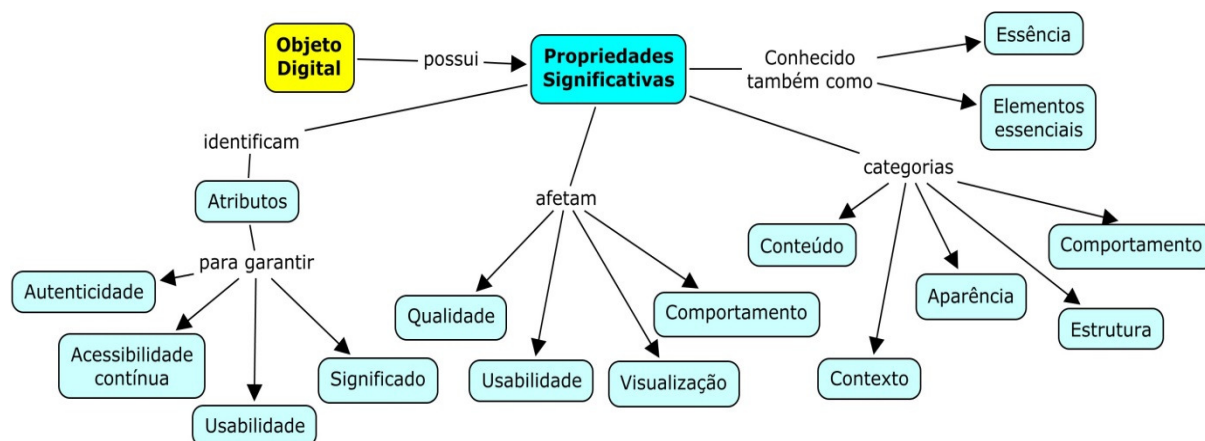 Objeto
Digital
possui
Propriedades
Significativas
Conhecido
também como
Essência
Elementos
essenciais
identificam
Atributos
para garantir
Autenticidade
Acessibilidade
contínua
Usabilidade
Significado
afetam
Qualidade
Usabilidade
Visualização
Comportamento
categorias
Conteúdo
Contexto
Aparência
Estrutura
Comportamento